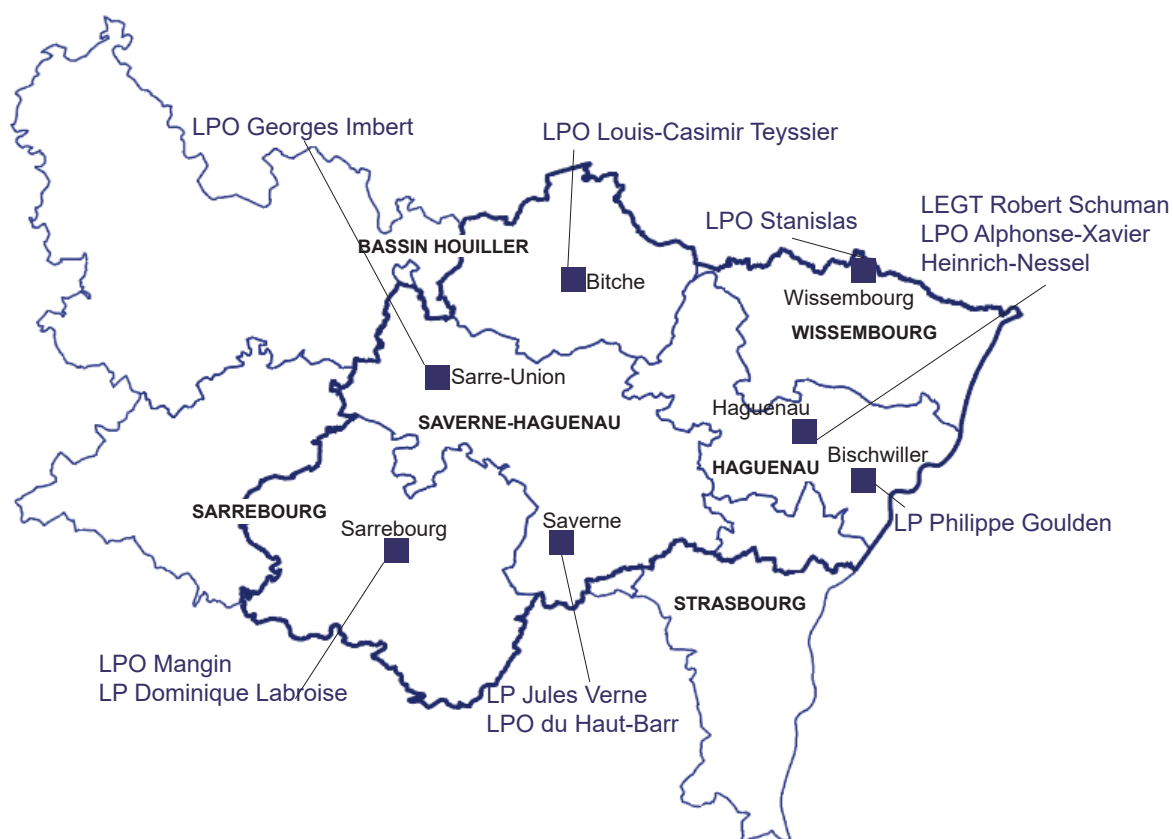 LPO Georges Imbert
LPO Louis-Casimir Teyssier
LEGT Robert Schuman
LPO Alphonse-Xavier
Heinrich-Nessel
LPO Stanislas
BASSIN HOUILLER
Bitche
Wissembourg
WISSEMBOURG
Sarre-Union
SAVERNE-HAGUENAU
Haguenau
Bischwiller
HAGUENAU
SARREBOURG
Sarrebourg
Saverne
LP Philippe Goulden
STRASBOURG
LPO Mangin
LP Dominique Labroise
LP Jules Verne
LPO du Haut-Barr